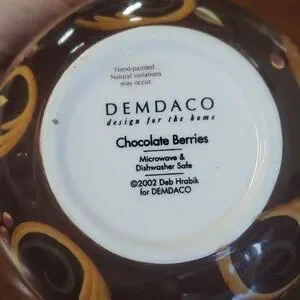 Hand-painted
Natural variations
may occur
DEMDACO
design for the home
Chocolate Berries
Microwave &
Dishwasher Safe
©2002 Deb Hrabik
for DEMDACO